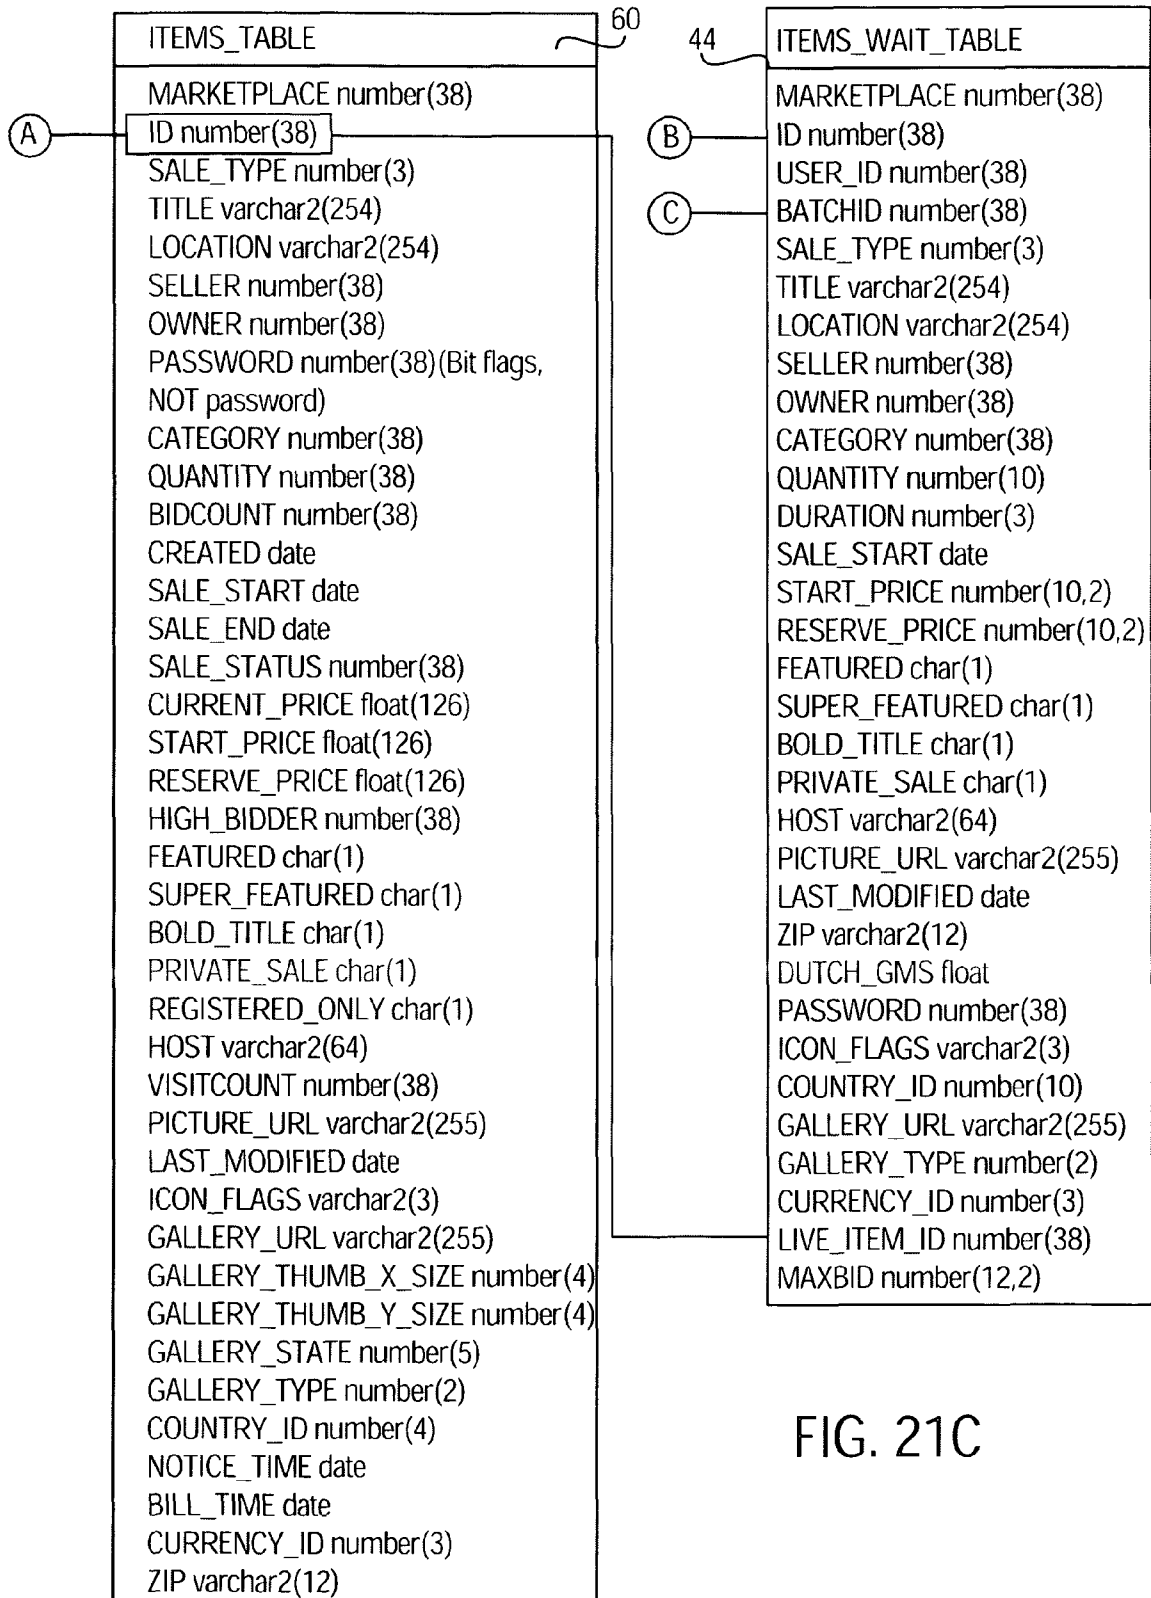 ITEMS_TABLE
60
MARKETPLACE number(38)
A
ID number(38)
SALE_TYPE number(3)
TITLE varchar2(254)
LOCATION varchar2(254)
SELLER number(38)
OWNER number(38)
PASSWORD number(38)(Bit flags,
NOT password)
CATEGORY number(38)
QUANTITY number(38)
BIDCOUNT number(38)
CREATED date
SALE_START date
SALE_END date
SALE_STATUS number(38)
CURRENT_PRICE float(126)
START_PRICE float(126)
RESERVE_PRICE float(126)
HIGH_BIDDER number(38)
FEATURED char(1)
SUPER_FEATURED char(1)
BOLD_TITLE char(1)
PRIVATE_SALE char(1)
REGISTERED_ONLY char(1)
HOST varchar2(64)
VISITCOUNT number(38)
PICTURE_URL varchar2(255)
LAST_MODIFIED date
ICON_FLAGS varchar2(3)
GALLERY_URL varchar2(255)
GALLERY_THUMB_X_SIZE number(4)
GALLERY_THUMB_Y_SIZE number(4)
GALLERY_STATE number(5)
GALLERY_TYPE number(2)
COUNTRY_ID number(4)
NOTICE_TIME date
BILL_TIME date
CURRENCY_ID number(3)
ZIP varchar2(12)
44
ITEMS_WAIT_TABLE
MARKETPLACE number(38)
B
ID number(38)
USER_ID number(38)
C
BATCHID number(38)
SALE_TYPE number(3)
TITLE varchar2(254)
LOCATION varchar2(254)
SELLER number(38)
OWNER number(38)
CATEGORY number(38)
QUANTITY number(10)
DURATION number(3)
SALE_START date
START_PRICE number(10,2)
RESERVE_PRICE number(10,2)
FEATURED char(1)
SUPER_FEATURED char(1)
BOLD_TITLE char(1)
PRIVATE_SALE char(1)
HOST varchar2(64)
PICTURE_URL varchar2(255)
LAST_MODIFIED date
ZIP varchar2(12)
DUTCH_GMS float
PASSWORD number(38)
ICON_FLAGS varchar2(3)
COUNTRY_ID number(10)
GALLERY_URL varchar2(255)
GALLERY_TYPE number(2)
CURRENCY_ID number(3)
LIVE_ITEM_ID number(38)
MAXBID number(12,2)
FIG. 21C